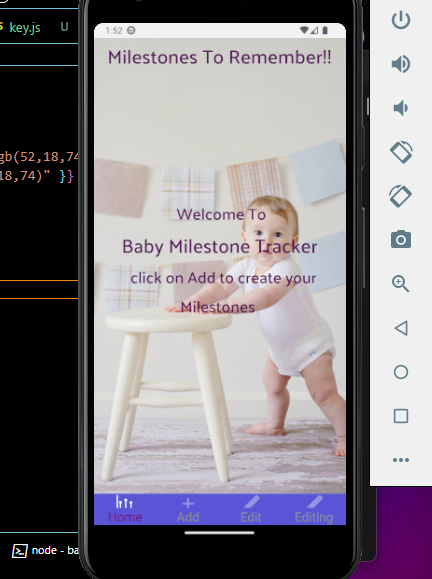 key.js U
1:52
Milestones To Remember!!
gb(52,18,74
18,74)" }}
Welcome To
Baby Milestone Tracker
click on Add to create your
Milestones
Home Add Edit Editing
node - ba